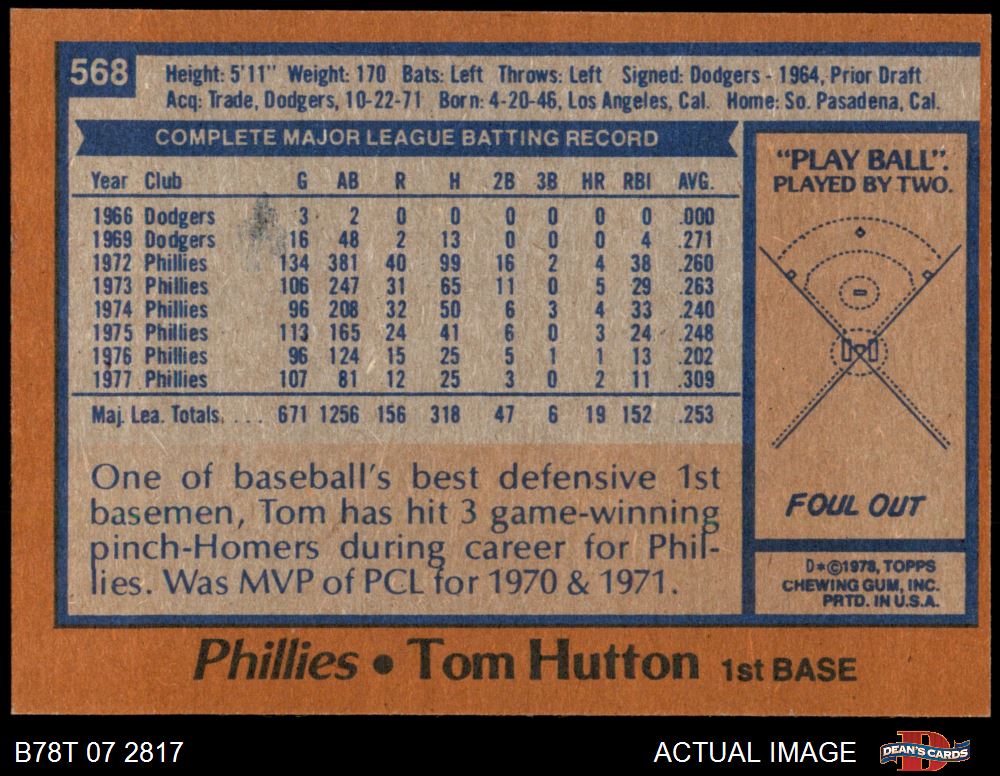 568
Height: 5'11" Weight: 170 Bats: Left Throws: Left Signed: Dodgers - 1964, Prior Draft
Acq: Trade, Dodgers, 10-22-71 Born: 4-20-46, Los Angeles, Cal. Home: So. Pasadena, Cal.
COMPLETE MAJOR LEAGUE BATTING RECORD
Year Club G AB R H 2B 3B HR RBI AVG.
1966 Dodgers 3 2 0 0 0 0 0 0 .000
1969 Dodgers 16 48 2 13 0 0 0 4 .271
1972 Phillies 134 381 40 99 16 2 4 38 .260
1973 Phillies 106 247 31 65 11 0 5 29 .263
1974 Phillies 96 208 32 50 6 3 4 33 .240
1975 Phillies 113 165 24 41 6 0 3 24 .248
1976 Phillies 96 124 15 25 5 1 1 13 .202
1977 Phillies 107 81 12 25 3 0 2 11 .309
Maj. Lea. Totals. . . . 671 1256 156 318 47 6 19 152 .253
One of baseball's best defensive 1st
basemen, Tom has hit 3 game-winning
pinch-Homers during career for Phil-
lies. Was MVP of PCL for 1970 & 1971.
"PLAY BALL".
PLAYED BY TWO.
FOUL OUT
D*©1978, TOPPS
CHEWING GUM, INC.
PRTD. IN U.S.A.
Phillies • Tom Hutton 1st BASE
B78T 07 2817
ACTUAL IMAGE
DEAN'S CARDS